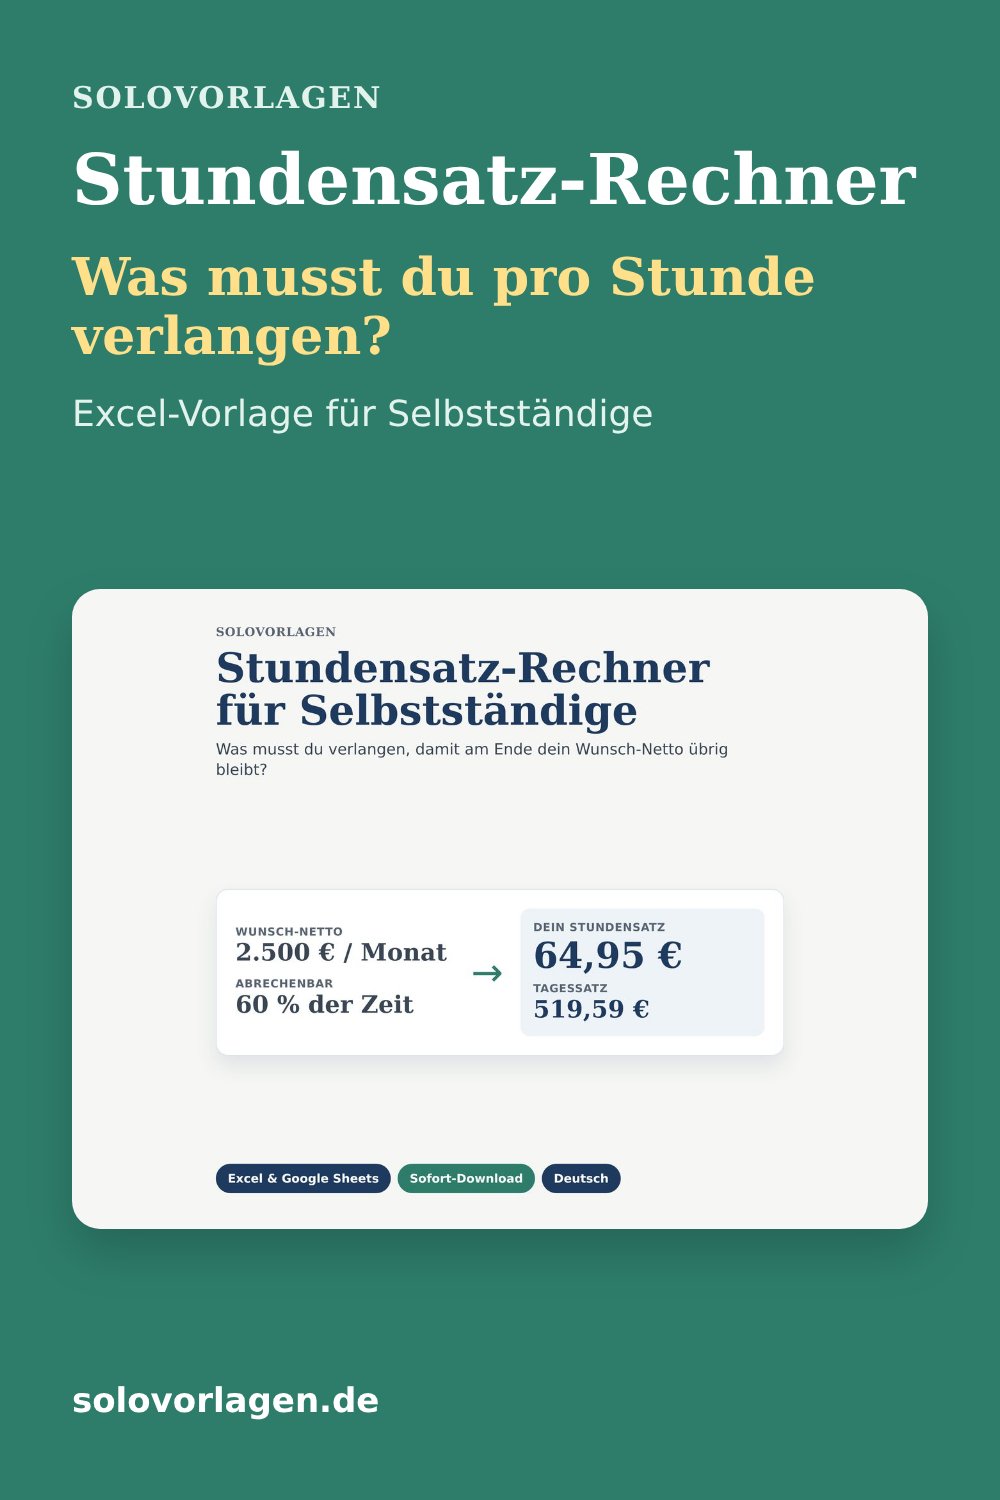 SOLOVORLAGEN
Stundensatz-Rechner
Was musst du pro Stunde
verlangen?
Excel-Vorlage für Selbstständige
SOLOVORLAGEN
Stundensatz-Rechner
für Selbstständige
Was musst du verlangen, damit am Ende dein Wunsch-Netto übrig
bleibt?
WUNSCH-NETTO
2.500 € / Monat
ABRECHENBAR
60 % der Zeit
→
DEIN STUNDENSATZ
64,95 €
TAGESSATZ
519,59 €
Excel & Google Sheets
Sofort-Download
Deutsch
solovorlagen.de